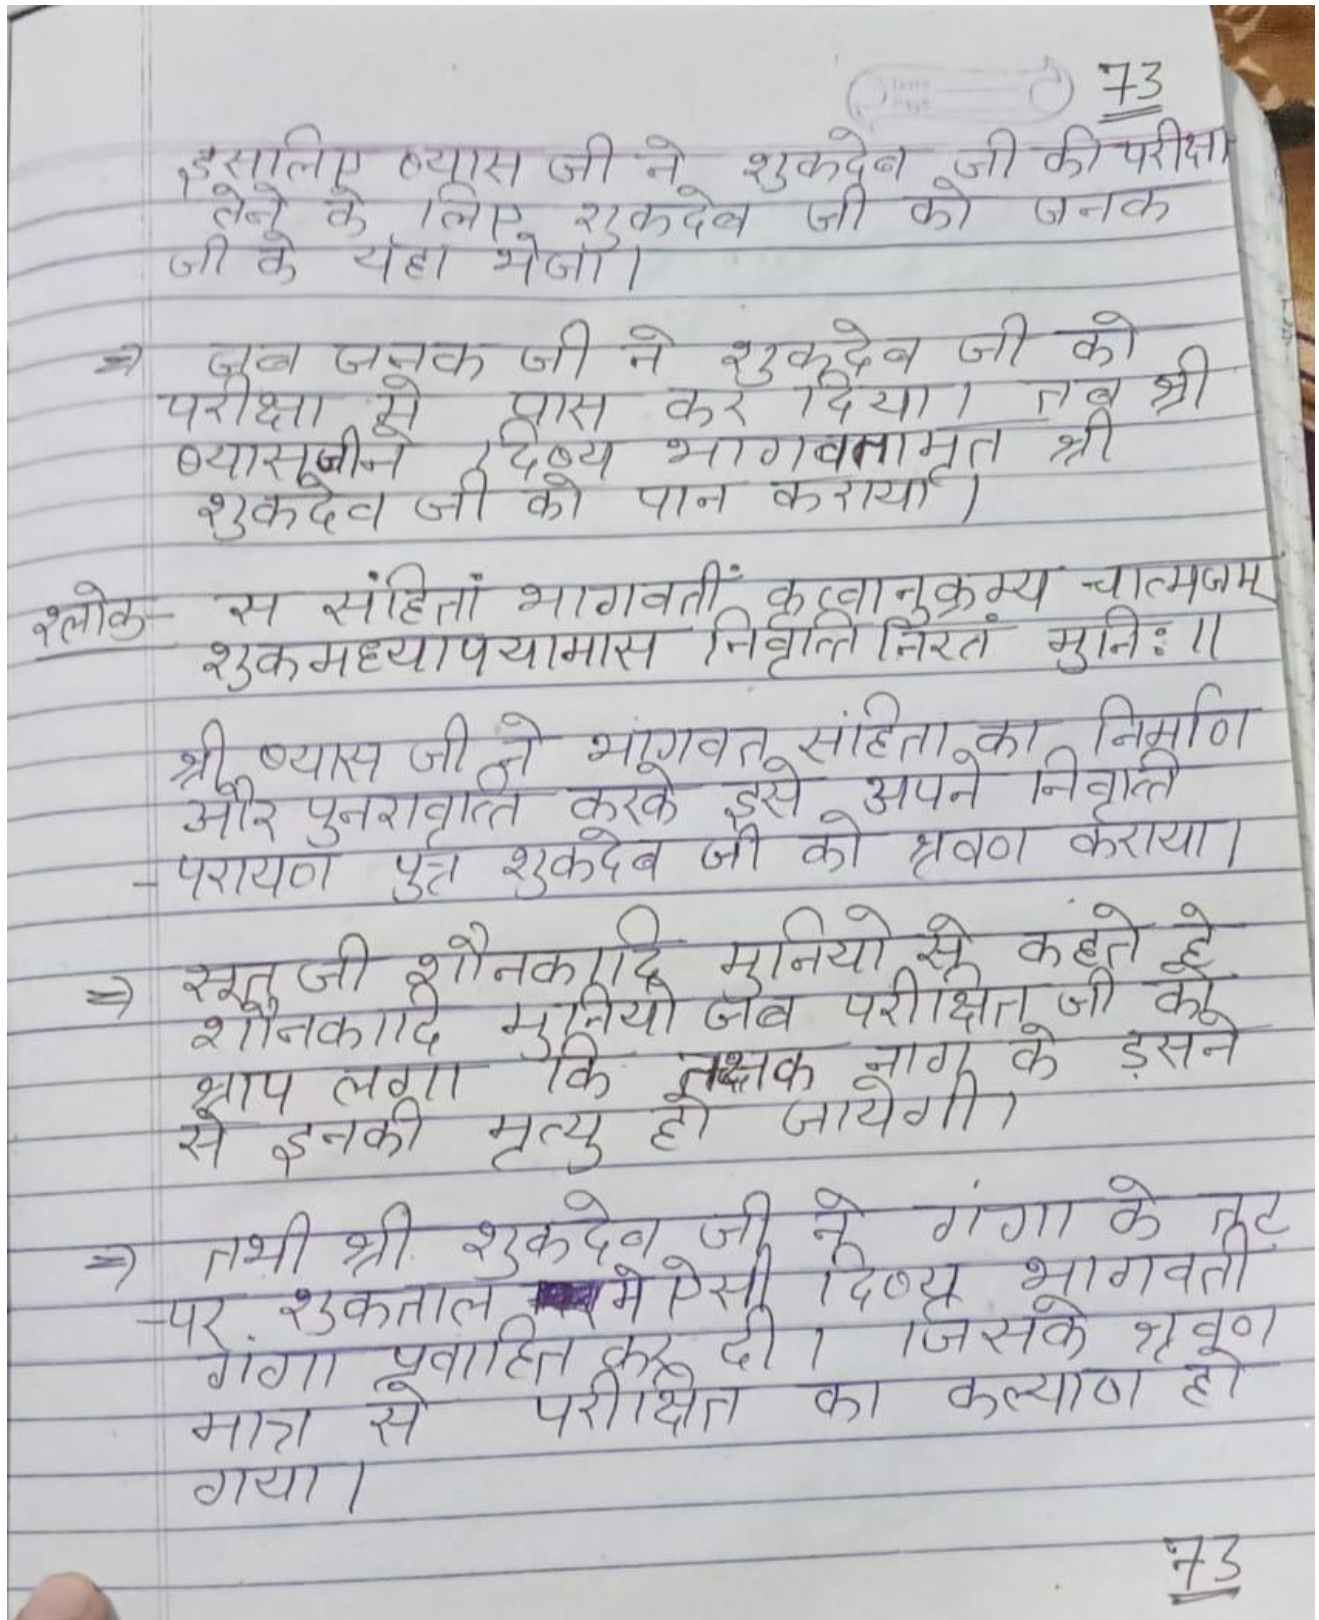 73
इसलिए व्यास जी ने शुकदेव जी की परीक्षा
लेने के लिए शुकदेव जी को जनक
जी के यंहा भेजा।
⇒ जब जनक जी ने शुकदेव जी को
परीक्षा से पास कर दिया। तब श्री
व्यासजीने दिव्य भागवतामृत श्री
शुकदेव जी को पान कराया।
श्लोक- स संहितां भागवतीं कृत्वानुक्रम्य चात्मजम्
शुकमध्यापयामास निवृत्ति निरतं मुनिः॥
श्री व्यास जी ने भागवत संहिता का निर्माण
और पुनरावृत्ति करके इसे अपने निवृत्ति
-परायण पुत्र शुकदेव जी को श्रवण कराया।
⇒ सूत जी शौनकादि मुनियो से कहते हे
शौनकादि मुनियो जब परीक्षित जी को
श्राप लगा कि तक्षक नाग के ड़सने
से इनकी मृत्यु हो जायेगी।
⇒ तभी श्री शुकदेव जी ने गंगा के तट
-पर शुकताल मे ऐसी दिव्य भागवती
गंगा प्रवाहित कर दी। जिसके श्रवण
मात्र से परीक्षित का कल्याण हो
गया।
73